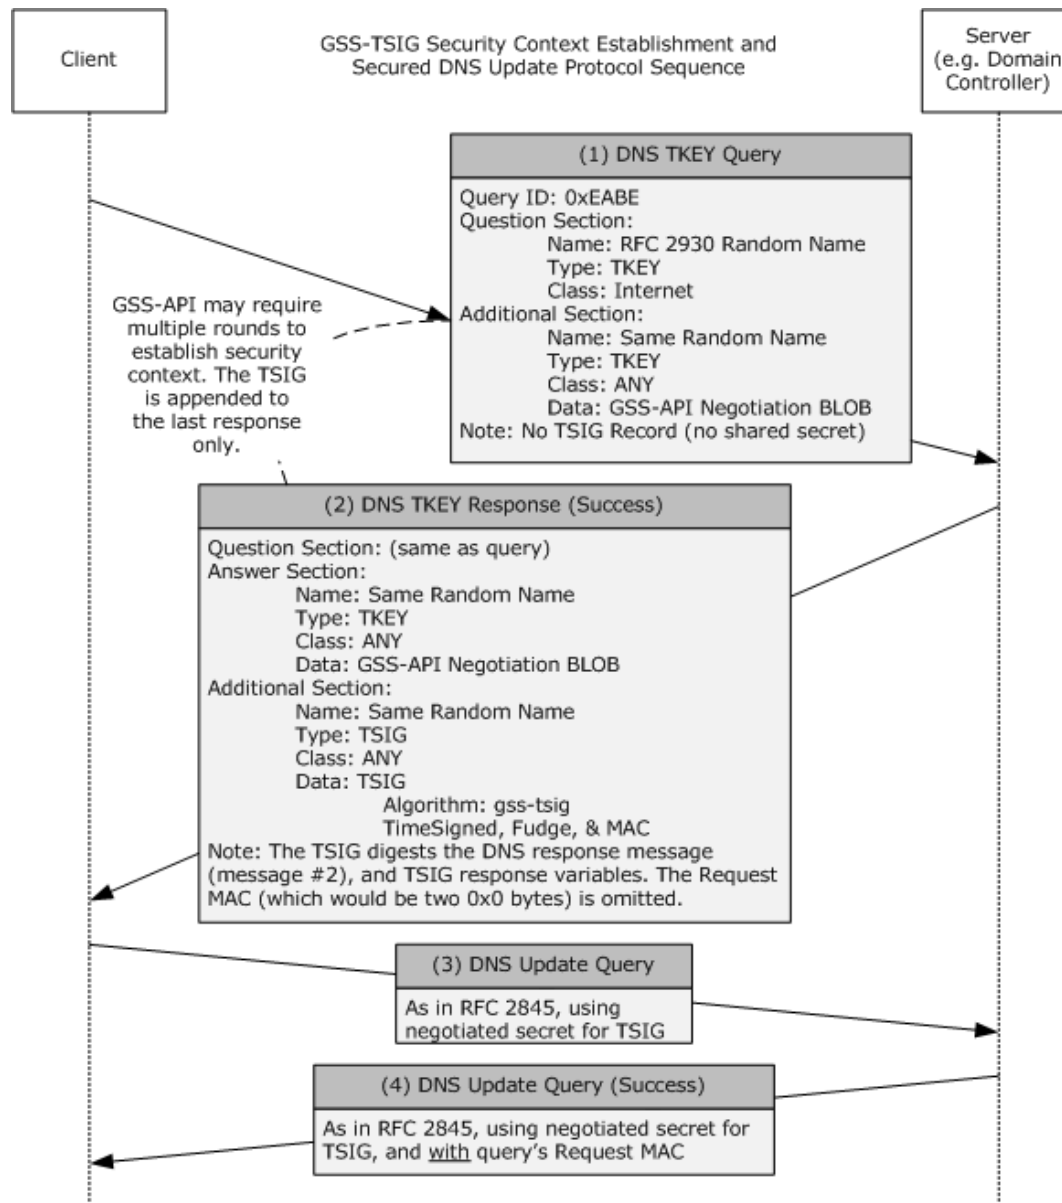 Client
GSS-TSIG Security Context Establishment and
Secured DNS Update Protocol Sequence
Server
(e.g. Domain
Controller)
(1) DNS TKEY Query
Query ID: 0xEABE
Question Section:
Name: RFC 2930 Random Name
Type: TKEY
Class: Internet
Additional Section:
Name: Same Random Name
Type: TKEY
Class: ANY
Data: GSS-API Negotiation BLOB
Note: No TSIG Record (no shared secret)
GSS-API may require
multiple rounds to
establish security
context. The TSIG
is appended to
the last response
only.
(2) DNS TKEY Response (Success)
Question Section: (same as query)
Answer Section:
Name: Same Random Name
Type: TKEY
Class: ANY
Data: GSS-API Negotiation BLOB
Additional Section:
Name: Same Random Name
Type: TSIG
Class: ANY
Data: TSIG
Algorithm: gss-tsig
TimeSigned, Fudge, & MAC
Note: The TSIG digests the DNS response message
(message #2), and TSIG response variables. The Request
MAC (which would be two 0x0 bytes) is omitted.
(3) DNS Update Query
As in RFC 2845, using
negotiated secret for TSIG
(4) DNS Update Query (Success)
As in RFC 2845, using negotiated secret for
TSIG, and with query's Request MAC